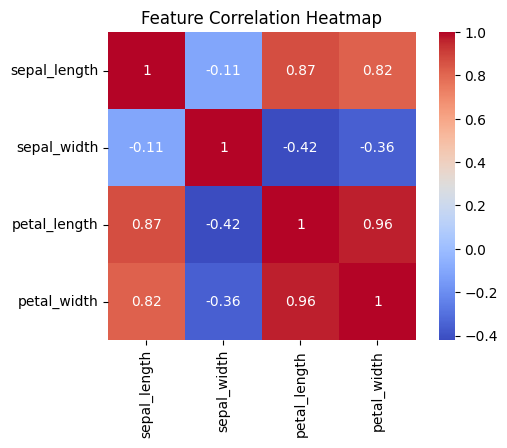 Feature Correlation Heatmap
sepal_length 1 -0.11 0.87 0.82
sepal_width -0.11 1 -0.42 -0.36
petal_length 0.87 -0.42 1 0.96
petal_width 0.82 -0.36 0.96 1
sepal_length
sepal_width
petal_length
petal_width
1.0
0.8
0.6
0.4
0.2
0.0
−0.2
−0.4